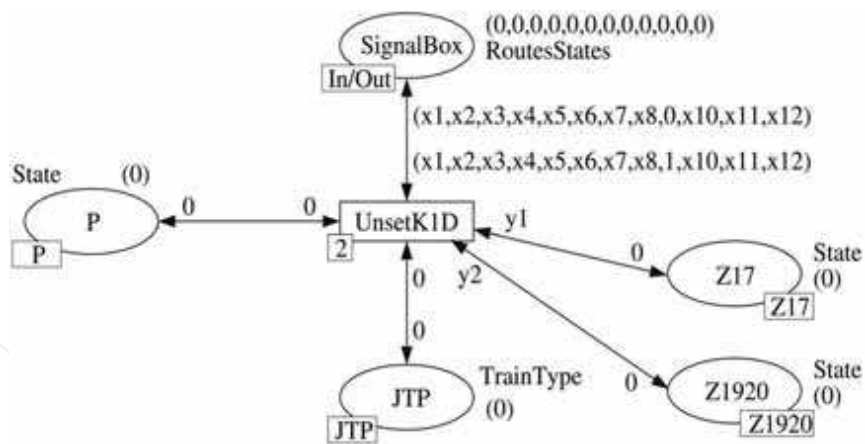 (0,0,0,0,0,0,0,0,0,0,0,0)
SignalBox
RoutesStates
In/Out
(x1,x2,x3,x4,x5,x6,x7,x8,0,x10,x11,x12)
(x1,x2,x3,x4,x5,x6,x7,x8,1,x10,x11,x12)
State (0)
P
P
0 0
UnsetK1D
2
y1
y2
0
State
(0)
Z17
Z17
0
0
TrainType
(0)
JTP
JTP
0
State
(0)
Z1920
Z1920